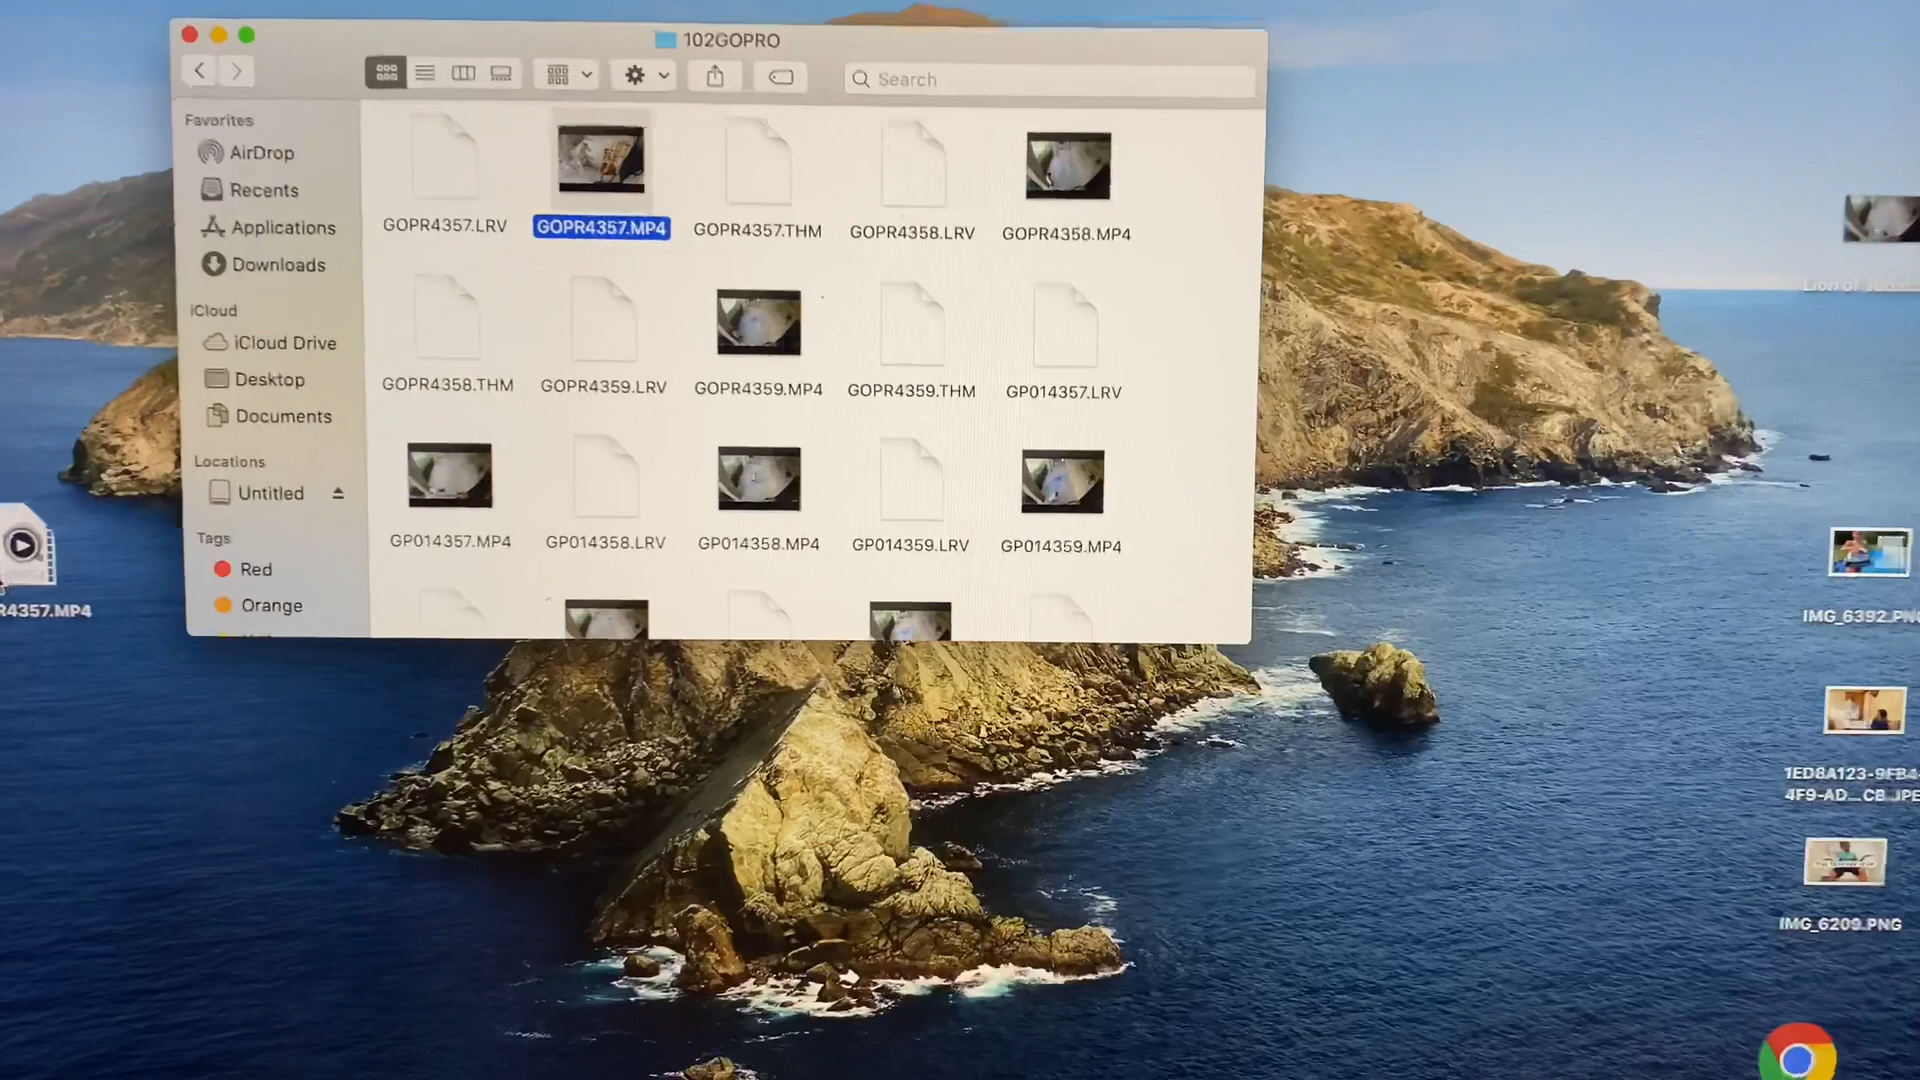 102GOPRO
Search
Favorites
AirDrop
Recents
Applications
Downloads
iCloud
iCloud Drive
Desktop
Documents
Locations
Untitled
Tags
Red
Orange
GOPR4357.LRV
GOPR4357.MP4
GOPR4357.THM
GOPR4358.LRV
GOPR4358.MP4
GOPR4358.THM
GOPR4359.LRV
GOPR4359.MP4
GOPR4359.THM
GP014357.LRV
GP014357.MP4
GP014358.LRV
GP014358.MP4
GP014359.LRV
GP014359.MP4
R4357.MP4
Lion of
IMG_6392.PNG
1ED8A123-9FB4
4F9-AD...CB.JPE
IMG_6209.PNG